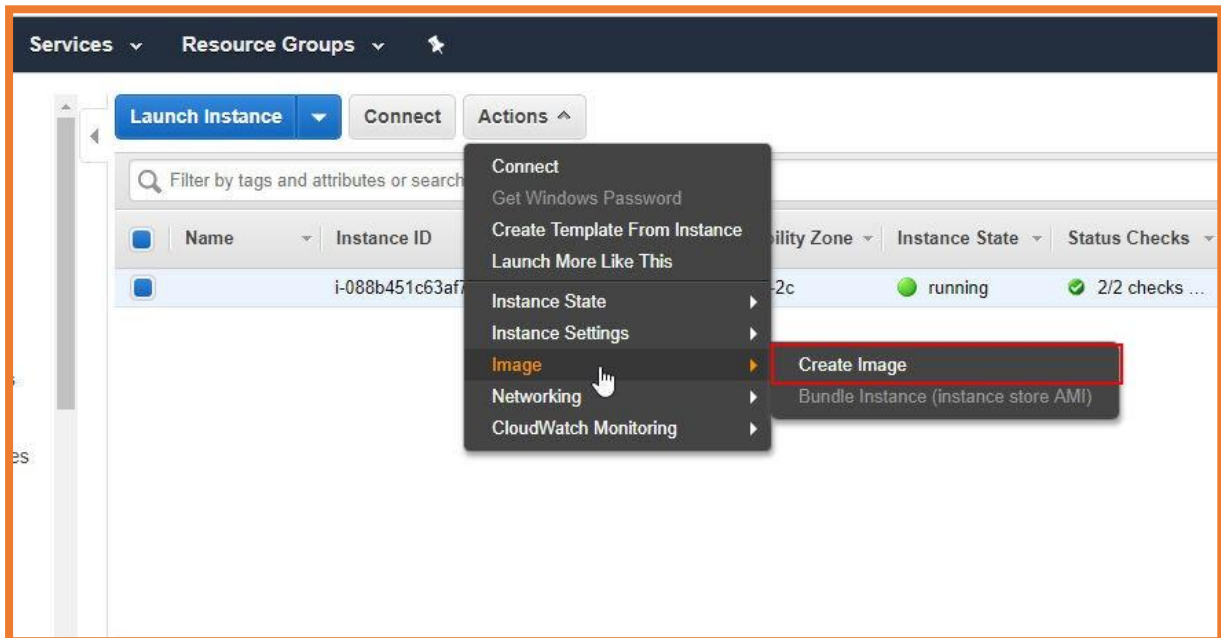 Services Resource Groups
Launch Instance Connect Actions
Filter by tags and attributes or search
Name Instance ID ility Zone Instance State Status Checks
i-088b451c63af7 -2c running 2/2 checks ...
Connect
Get Windows Password
Create Template From Instance
Launch More Like This
Instance State
Instance Settings
Image
Networking
CloudWatch Monitoring
Create Image
Bundle Instance (instance store AMI)
es